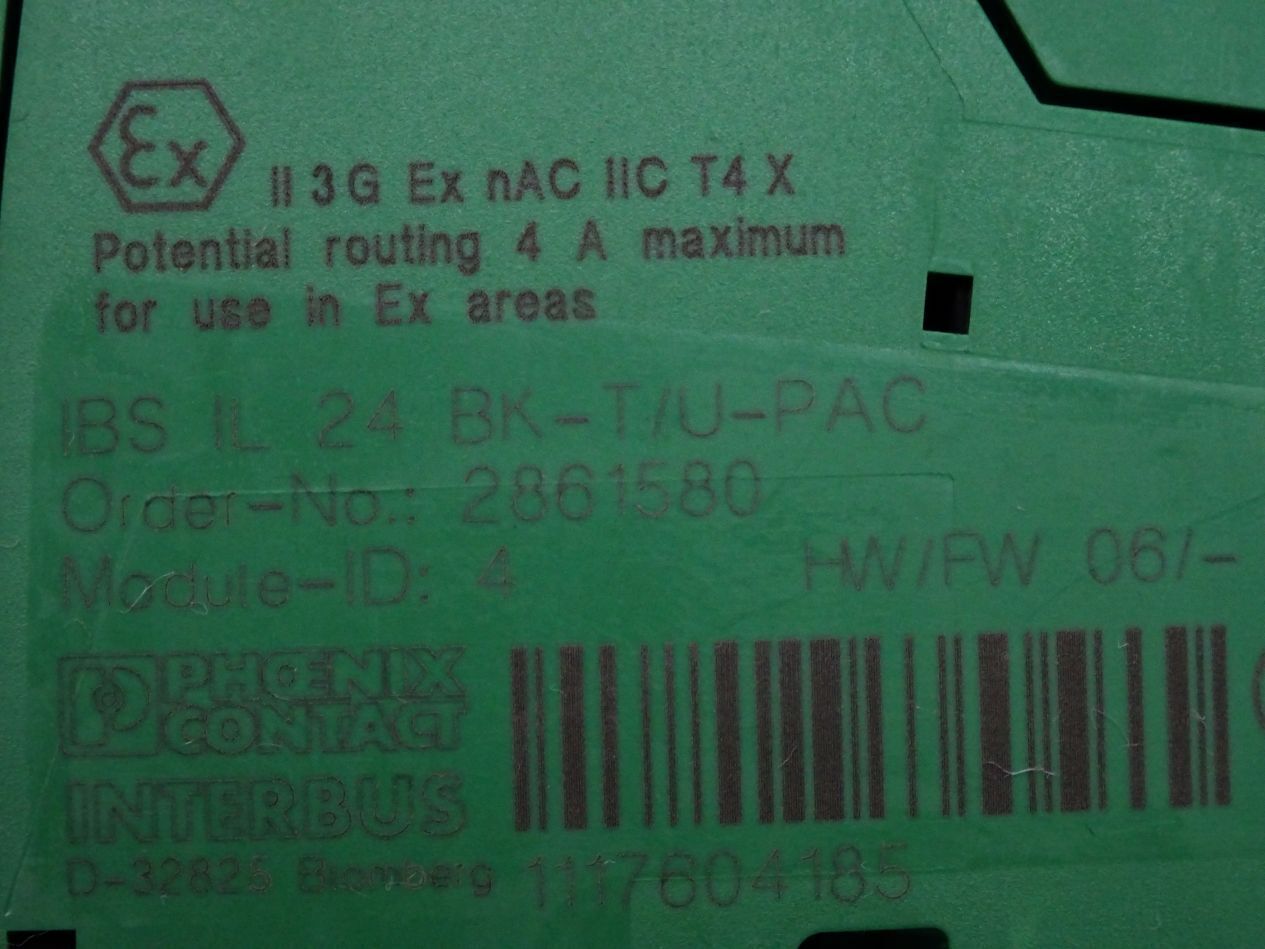 Ex II 3 G Ex nAC IIC T4 X
Potential routing 4 A maximum
for use in Ex areas
IBS IL 24 BK-T/U-PAC
Order-No.: 2861580
Module-ID: 4 HW/FW 06/-
PHŒNIX
CONTACT
INTERBUS
D-32825 Blomberg 1117604185